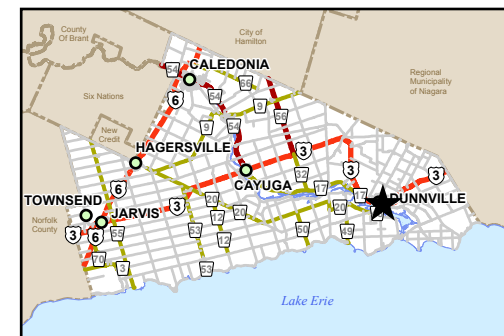 County
Of Brant
City of
Hamilton
CALEDONIA
54
66
6
54
Six Nations
9
Regional
Municipality
of Niagara
56
9
54
New
Credit
3
HAGERSVILLE
3
3
32
6
CAYUGA
17
17
DUNNVILLE
TOWNSEND
20
20
3
JARVIS
20
Norfolk
County
12
3
6
55
12
50
49
53
70
3
53
Lake Erie